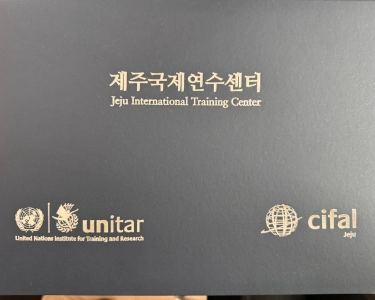 제주국제연수센터
Jeju International Training Center
unitar
United Nations Institute for Training and Research
cifal
Jeju